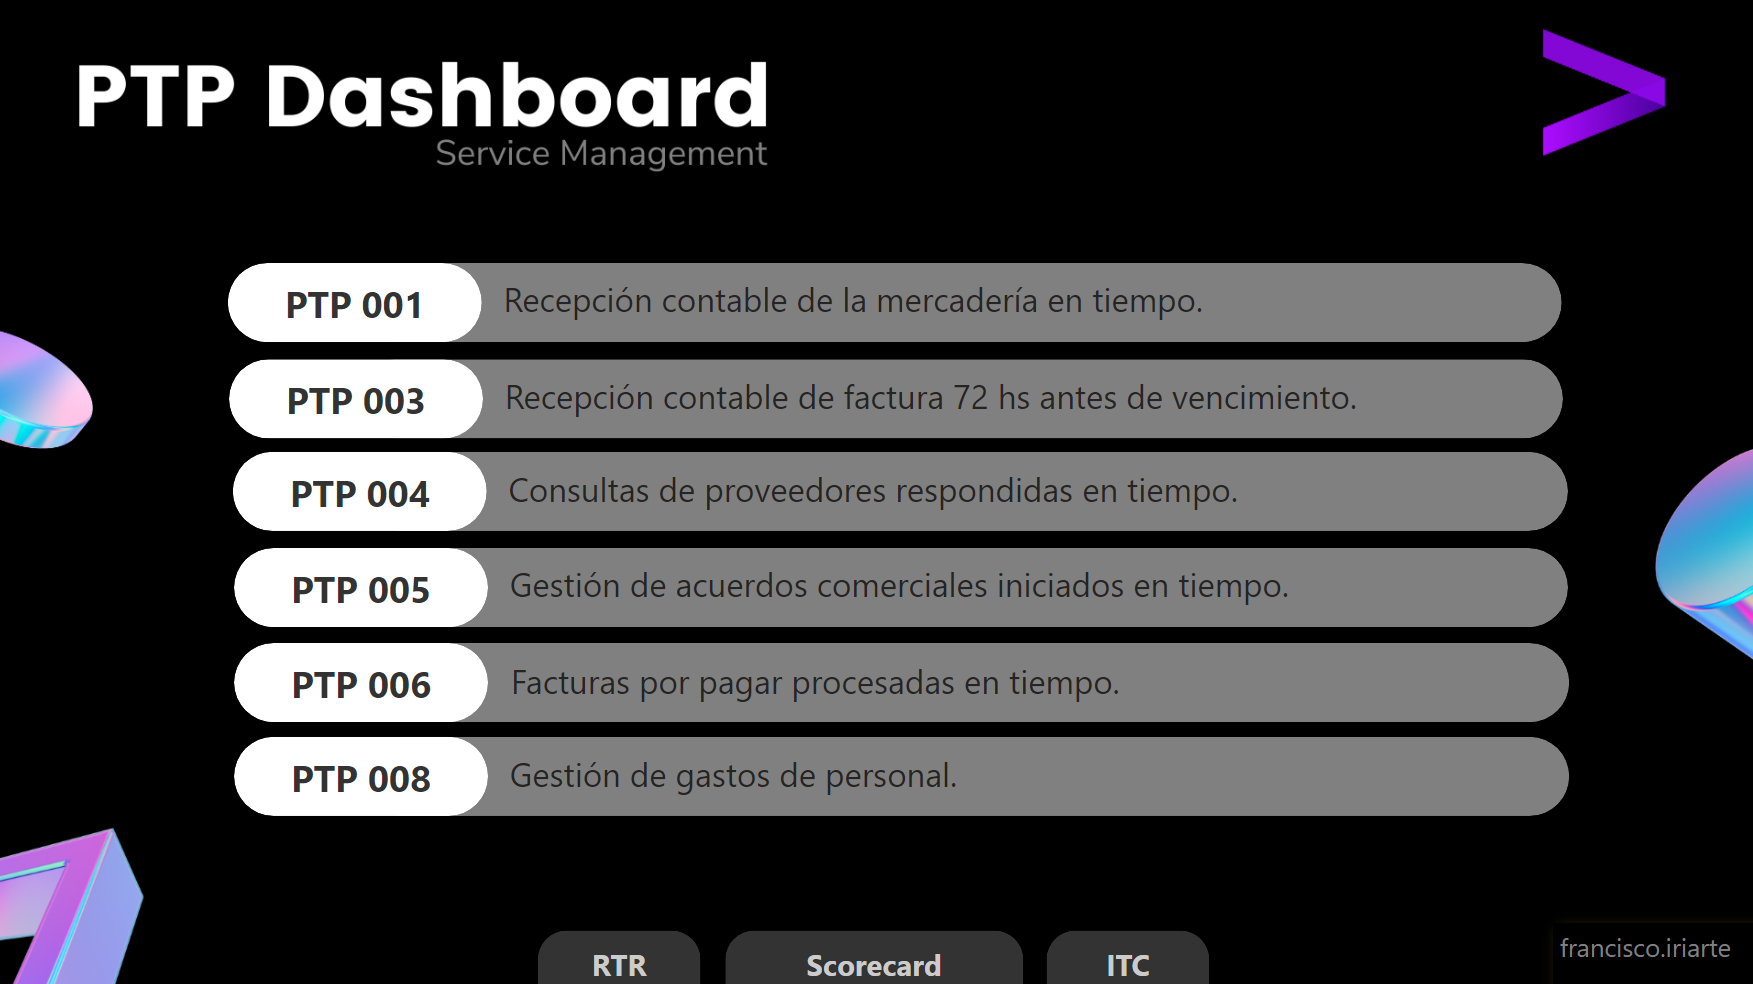 PTP Dashboard
Service Management
PTP 001 Recepción contable de la mercadería en tiempo.
PTP 003 Recepción contable de factura 72 hs antes de vencimiento.
PTP 004 Consultas de proveedores respondidas en tiempo.
PTP 005 Gestión de acuerdos comerciales iniciados en tiempo.
PTP 006 Facturas por pagar procesadas en tiempo.
PTP 008 Gestión de gastos de personal.
RTR Scorecard ITC
francisco.iriarte